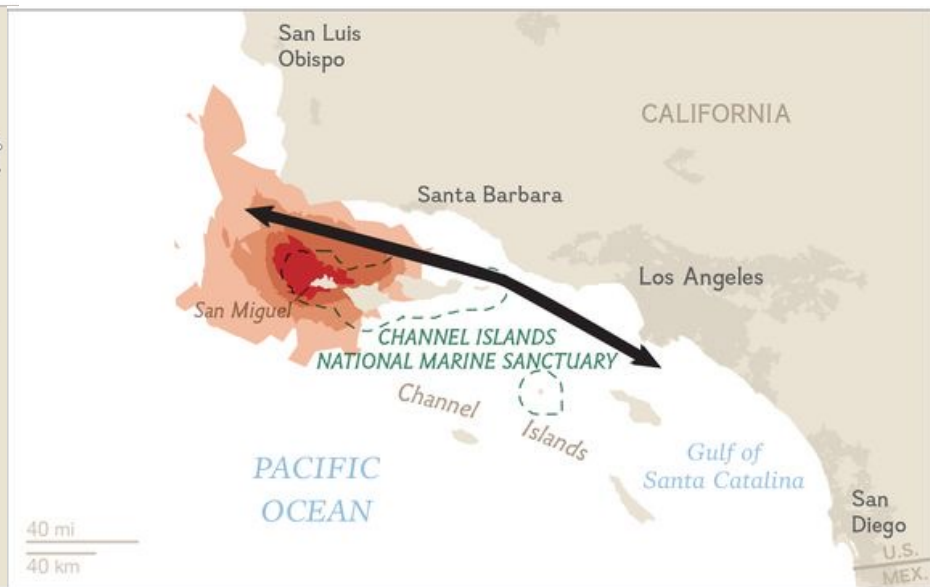 San Luis
Obispo
CALIFORNIA
Santa Barbara
Los Angeles
San Miguel
CHANNEL ISLANDS
NATIONAL MARINE SANCTUARY
Channel
Islands
PACIFIC
OCEAN
Gulf of
Santa Catalina
San
Diego
40 mi
40 km
U.S.
MEX.